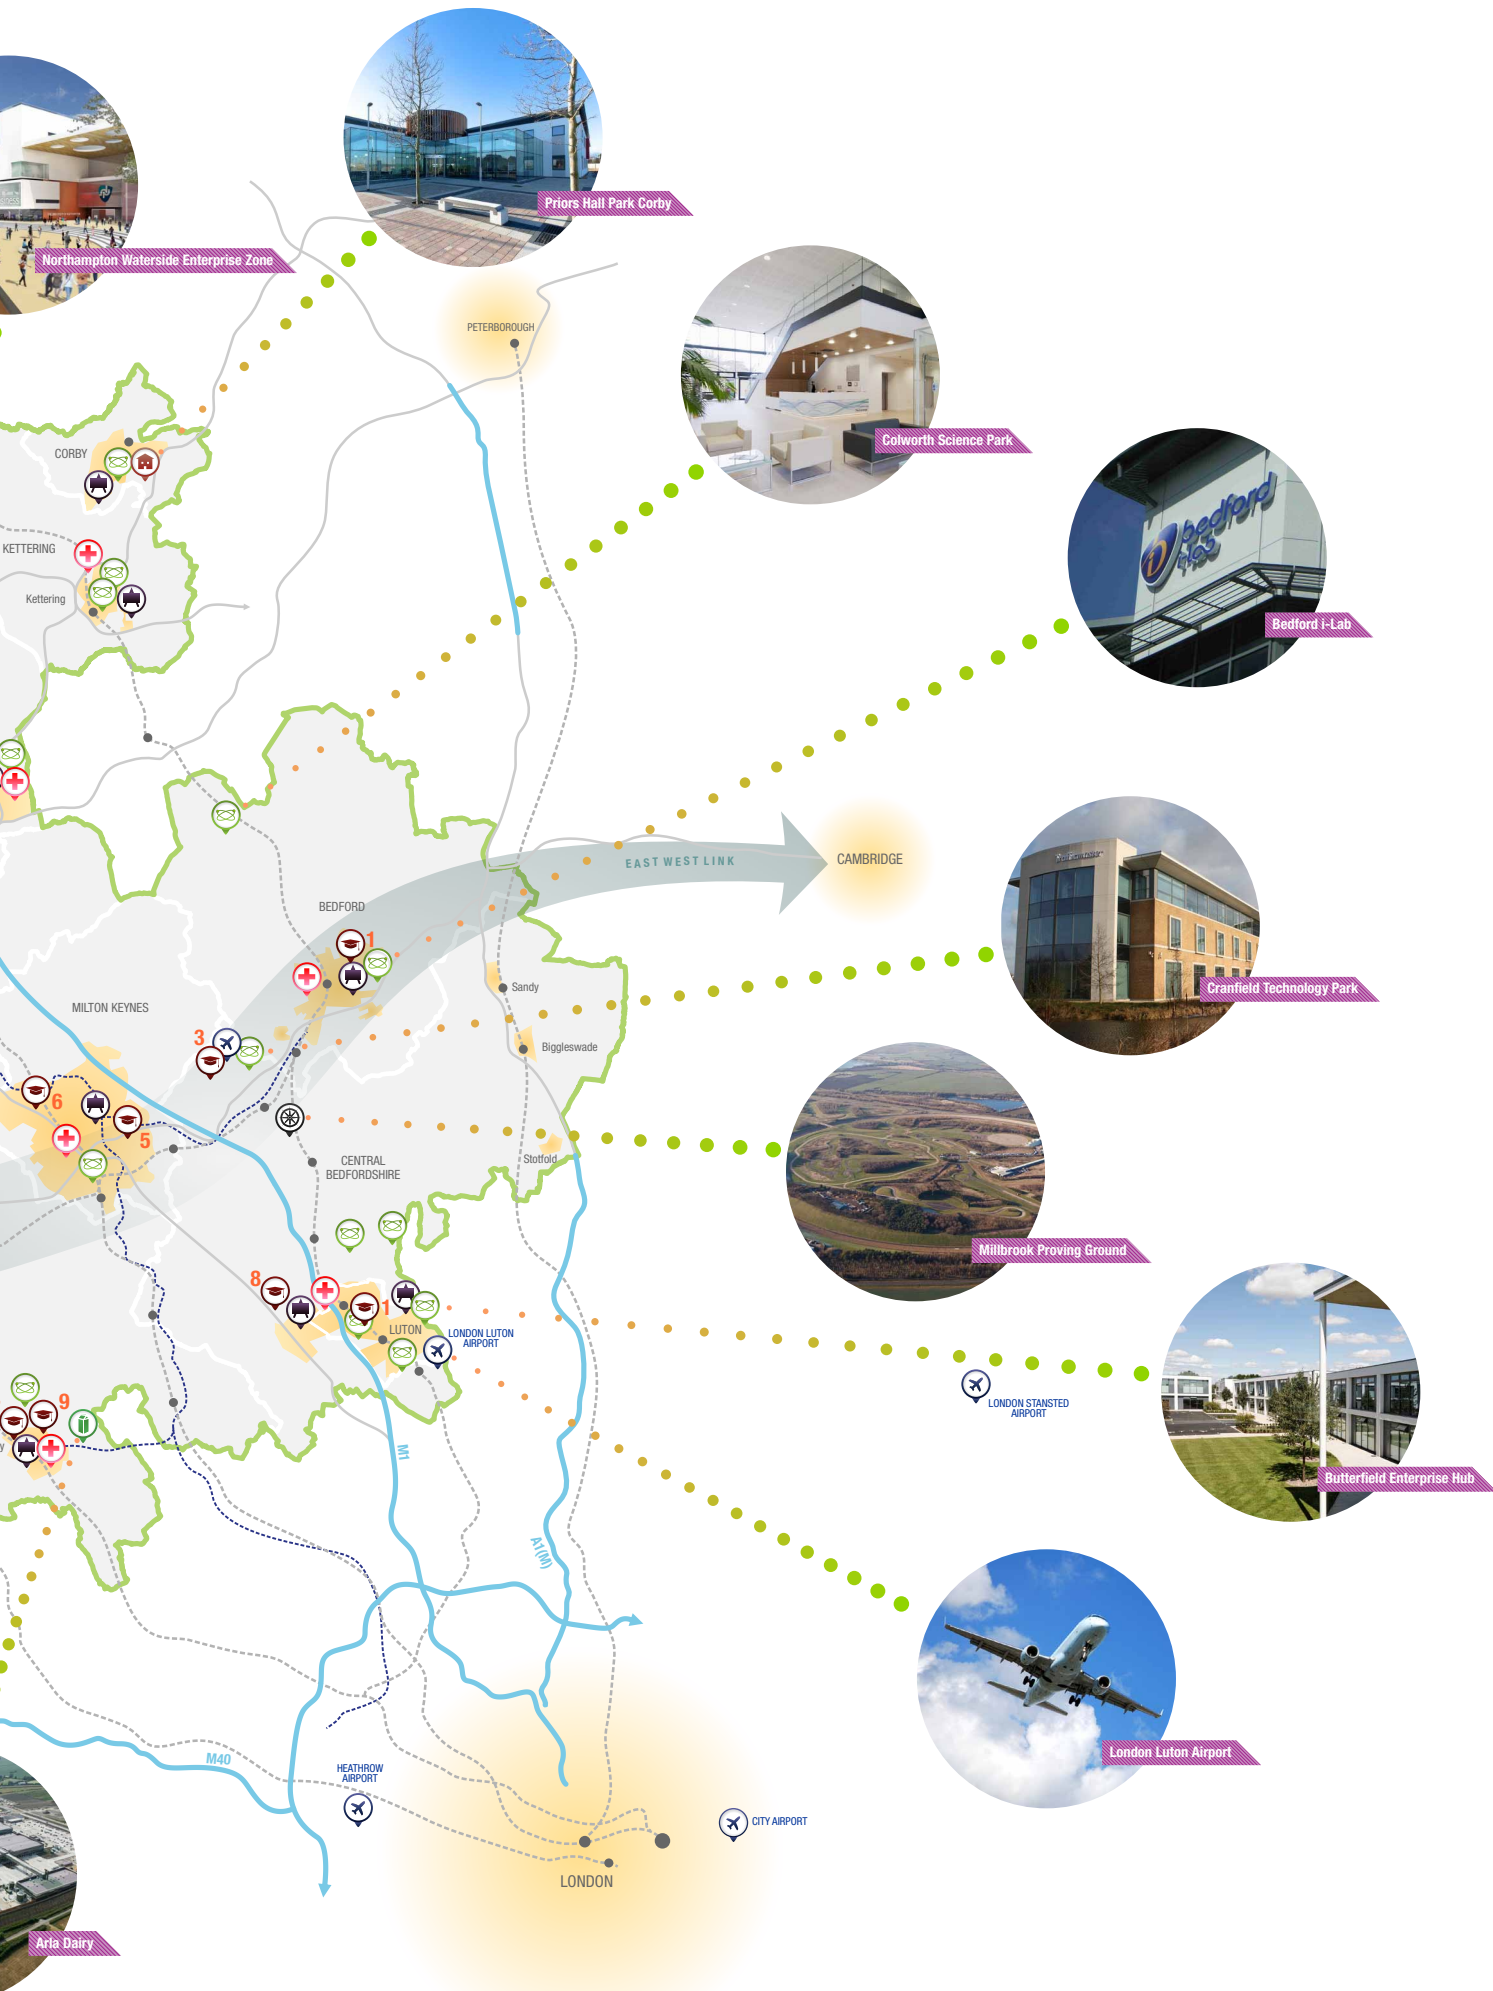 Priors Hall Park Corby
Northampton Waterside Enterprise Zone
PETERBOROUGH
Colworth Science Park
CORBY
bedford
i-lab
KETTERING
Kettering
Bedford i-Lab
EAST WEST LINK
CAMBRIDGE
BEDFORD
1
Sandy
Cranfield Technology Park
MILTON KEYNES
3
Biggleswade
6
5
Stotfold
CENTRAL
BEDFORDSHIRE
Millbrook Proving Ground
8
1
LUTON
LONDON LUTON
AIRPORT
LONDON STANSTED
AIRPORT
9
y
M1
Butterfield Enterprise Hub
A1(M)
M40
London Luton Airport
HEATHROW
AIRPORT
CITY AIRPORT
LONDON
Arla Dairy